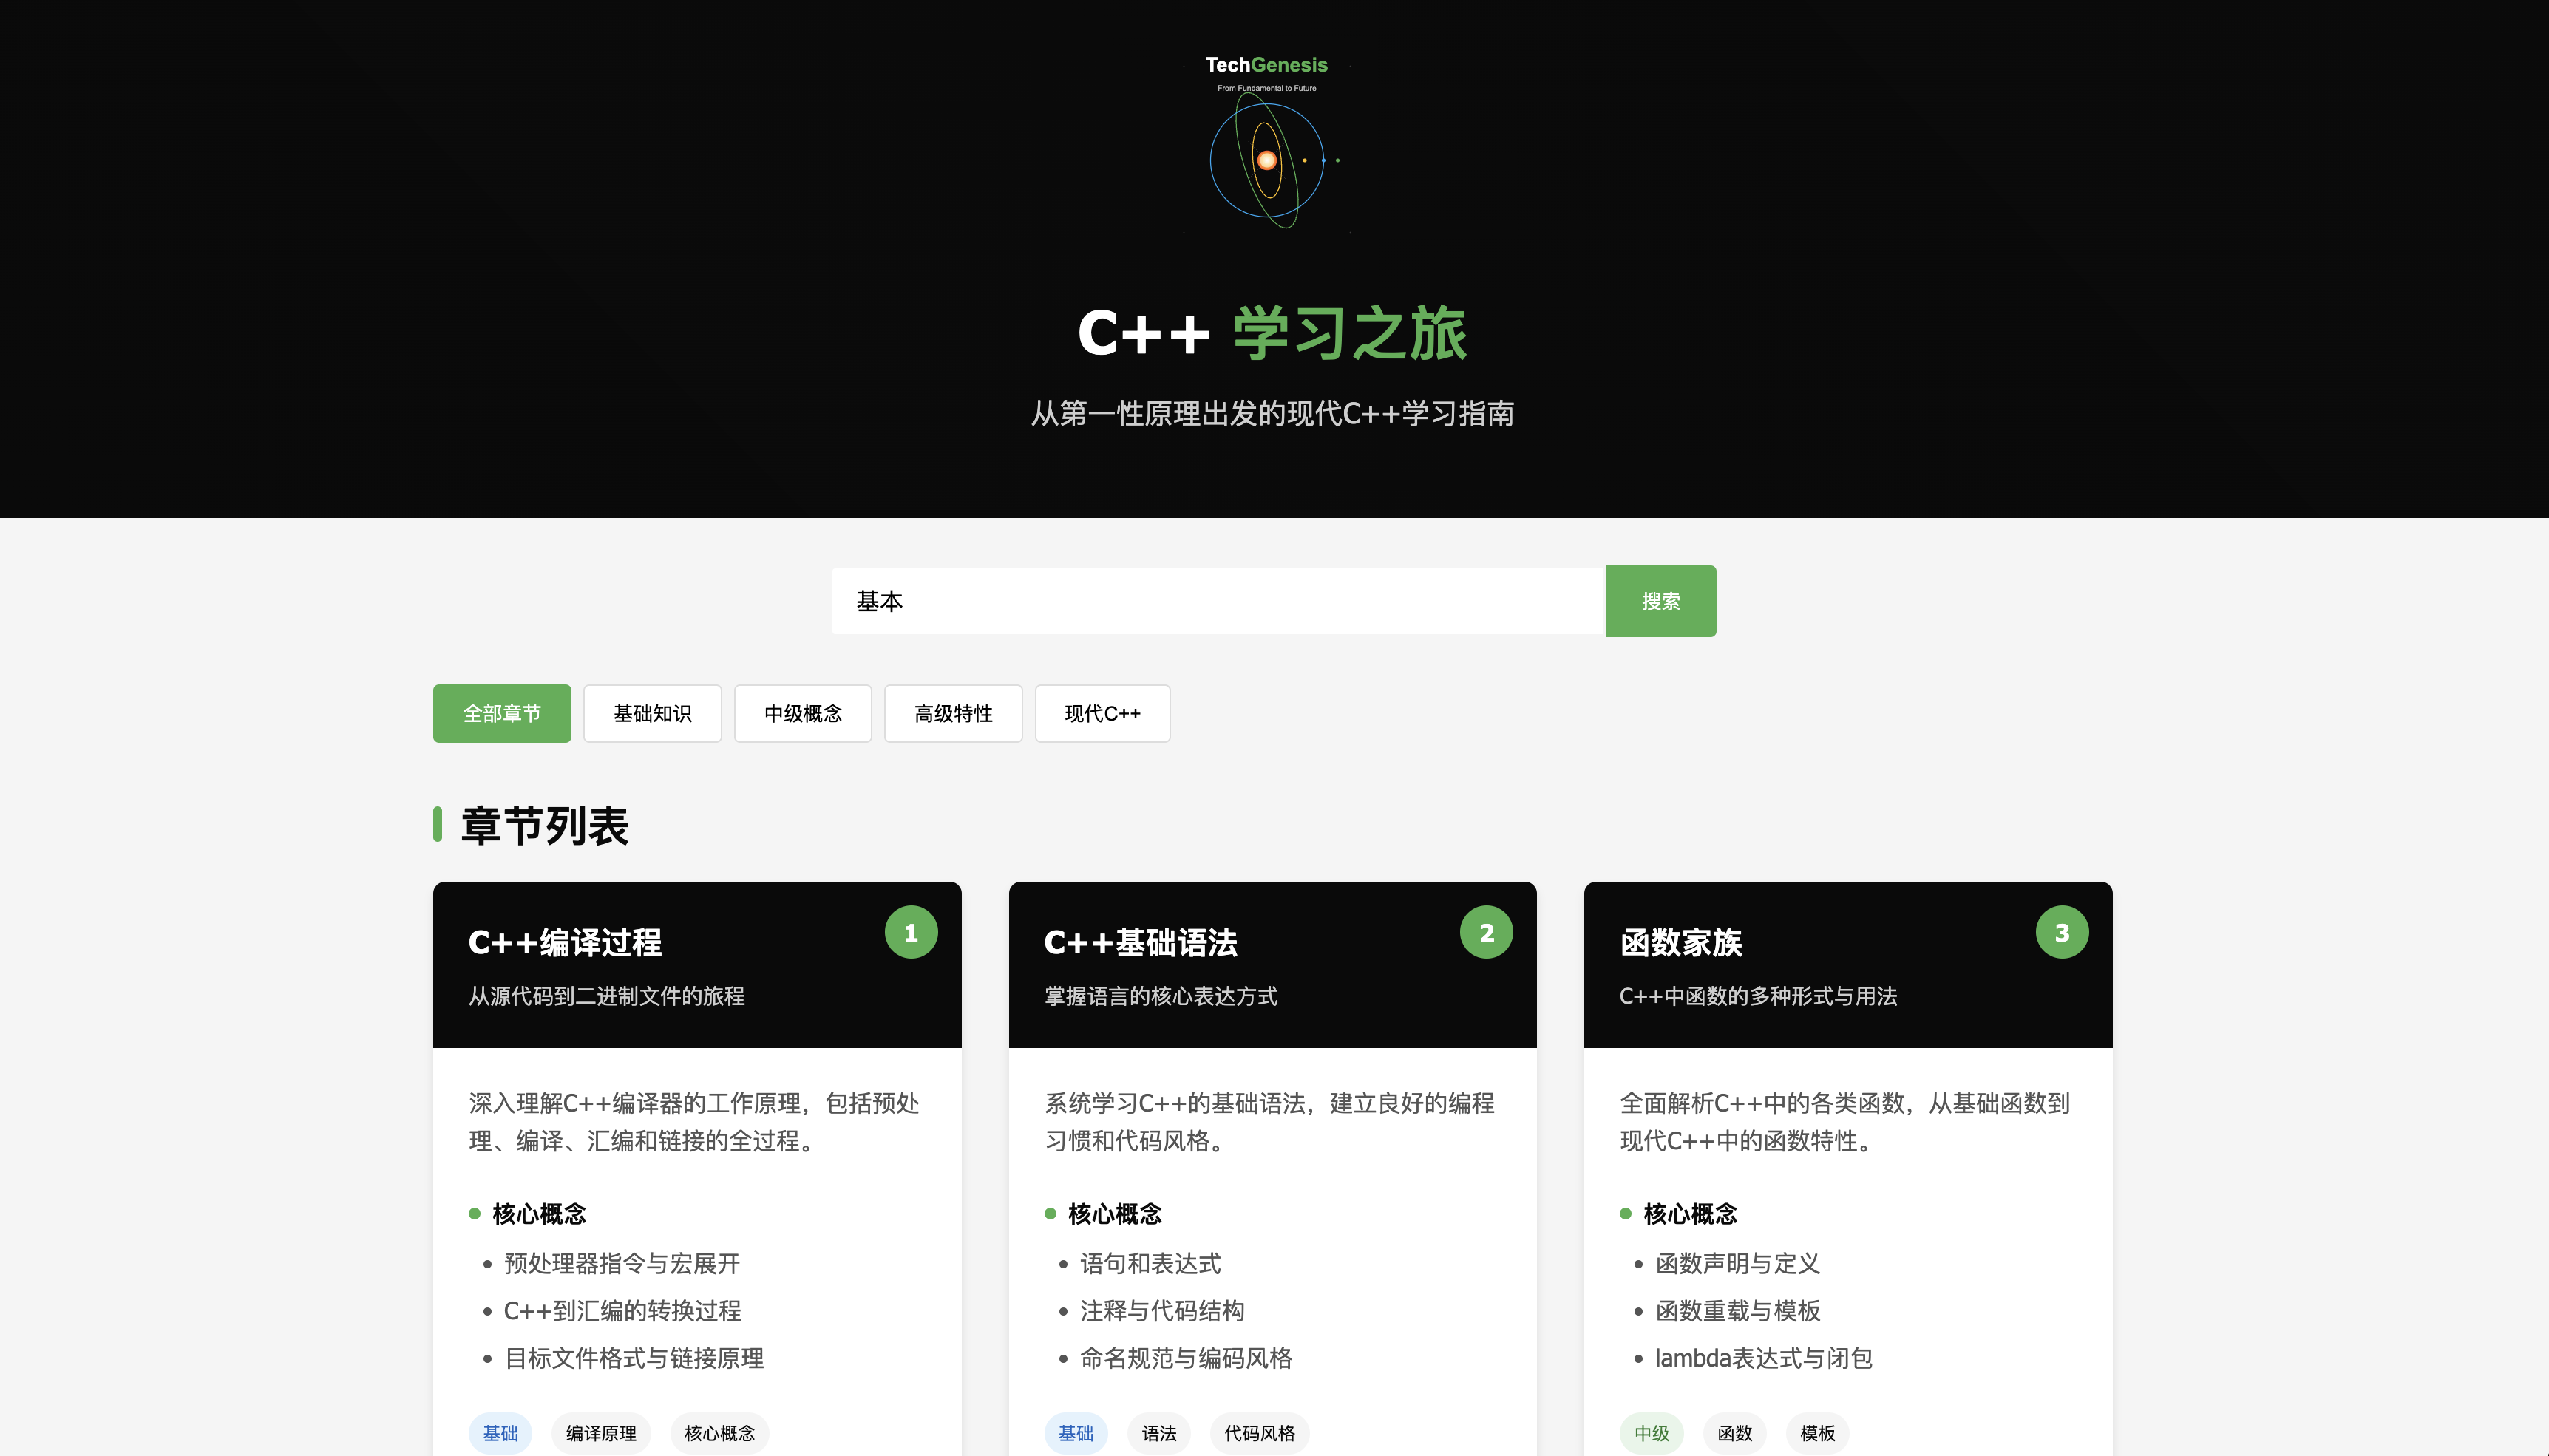 TechGenesis
From Fundamental to Future
C++ 学习之旅
从第一性原理出发的现代C++学习指南
基本
搜索
全部章节
基础知识
中级概念
高级特性
现代C++
章节列表
C++编译过程
1
从源代码到二进制文件的旅程
深入理解C++编译器的工作原理，包括预处
理、编译、汇编和链接的全过程。
核心概念
预处理器指令与宏展开
C++到汇编的转换过程
目标文件格式与链接原理
基础
编译原理
核心概念
C++基础语法
2
掌握语言的核心表达方式
系统学习C++的基础语法，建立良好的编程
习惯和代码风格。
核心概念
语句和表达式
注释与代码结构
命名规范与编码风格
基础
语法
代码风格
函数家族
3
C++中函数的多种形式与用法
全面解析C++中的各类函数，从基础函数到
现代C++中的函数特性。
核心概念
函数声明与定义
函数重载与模板
lambda表达式与闭包
中级
函数
模板